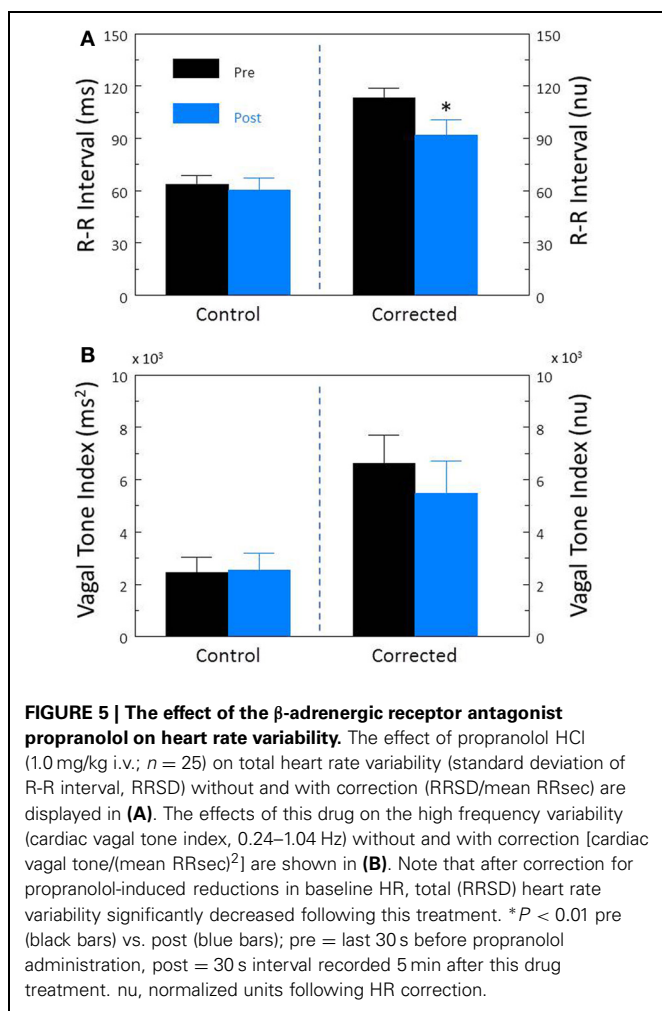 A
150
120
90
60
30
0
R-R Interval (ms)
Pre
Post
*
150
120
90
60
30
0
R-R Interval (nu)
Control
Corrected
B
x 10³
10
8
6
4
2
0
Vagal Tone Index (ms²)
x 10³
10
8
6
4
2
0
Vagal Tone Index (nu)
Control
Corrected
FIGURE 5 | The effect of the β-adrenergic receptor antagonist
propranolol on heart rate variability. The effect of propranolol HCl
(1.0 mg/kg i.v.; n = 25) on total heart rate variability (standard deviation of
R-R interval, RRSD) without and with correction (RRSD/mean RRsec) are
displayed in (A). The effects of this drug on the high frequency variability
(cardiac vagal tone index, 0.24–1.04 Hz) without and with correction [cardiac
vagal tone/(mean RRsec)²] are shown in (B). Note that after correction for
propranolol-induced reductions in baseline HR, total (RRSD) heart rate
variability significantly decreased following this treatment. *P < 0.01 pre
(black bars) vs. post (blue bars); pre = last 30 s before propranolol
administration, post = 30 s interval recorded 5 min after this drug
treatment. nu, normalized units following HR correction.